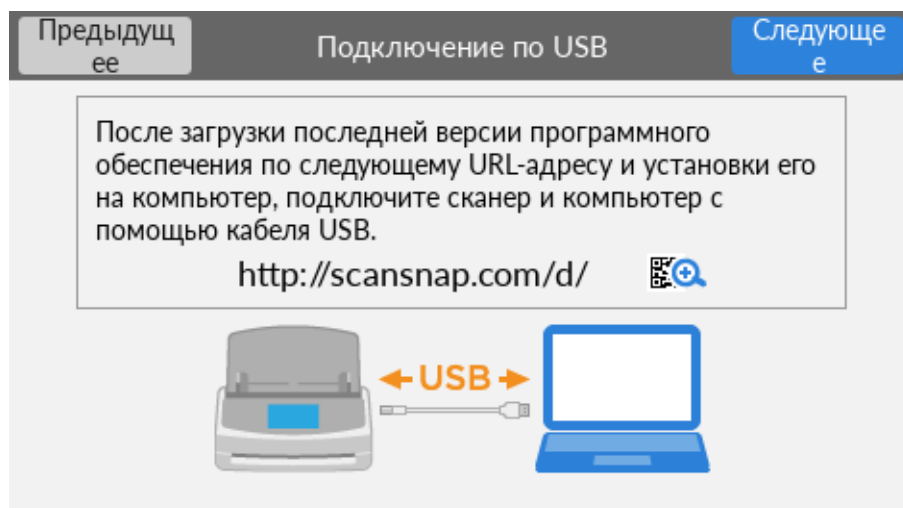 Предыдущ
ее
Подключение по USB
Следующе
е
После загрузки последней версии программного
обеспечения по следующему URL-адресу и установки его
на компьютер, подключите сканер и компьютер с
помощью кабеля USB.
http://scansnap.com/d/
USB